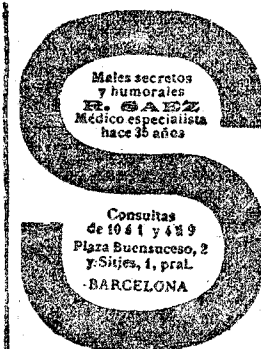 Males secretos
y humorales
R. SAEZ
Médico especialista
hace 35 años
Consultas
de 10 á 1 y 4 á 9
Plaza Buensuceso, 2
y Sitjes, 1, pral.
BARCELONA